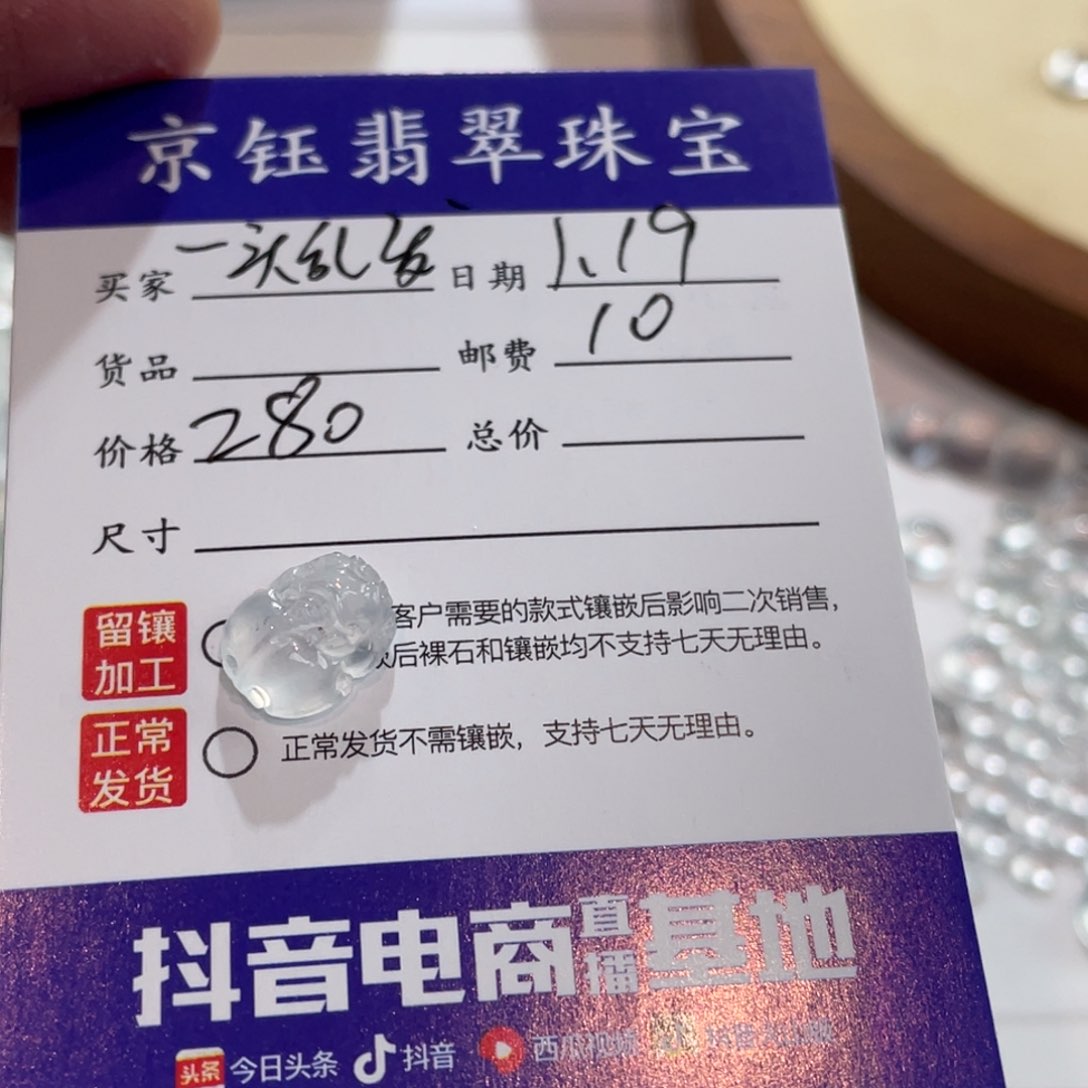 京钰翡翠珠宝
买家 一头乱发 日期 1.19
货品 邮费 10
价格 280 总价
尺寸
留镶
加工
客户需要的款式镶嵌后影响二次销售，
后裸石和镶嵌均不支持七天无理由。
正常
发货
正常发货不需镶嵌，支持七天无理由。
抖音电商直播基地
头条 今日头条 抖音 西瓜视频